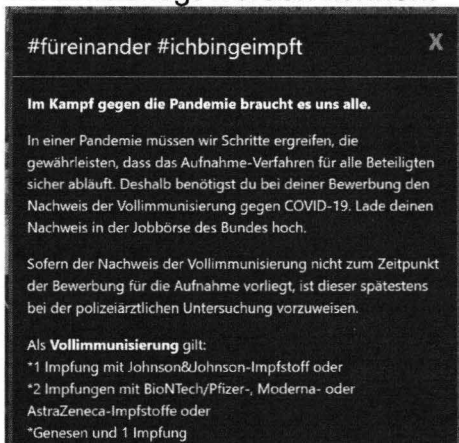 #füreinander #ichbingeimpft X
Im Kampf gegen die Pandemie braucht es uns alle.
In einer Pandemie müssen wir Schritte ergreifen, die
gewährleisten, dass das Aufnahme-Verfahren für alle Beteiligten
sicher abläuft. Deshalb benötigst du bei deiner Bewerbung den
Nachweis der Vollimmunisierung gegen COVID-19. Lade deinen
Nachweis in der Jobbörse des Bundes hoch.
Sofern der Nachweis der Vollimmunisierung nicht zum Zeitpunkt
der Bewerbung für die Aufnahme vorliegt, ist dieser spätestens
bei der polizeiärztlichen Untersuchung vorzuweisen.
Als Vollimmunisierung gilt:
*1 Impfung mit Johnson&Johnson-Impfstoff oder
*2 Impfungen mit BioNTech/Pfizer-, Moderna- oder
AstraZeneca-Impfstoffe oder
*Genesen und 1 Impfung